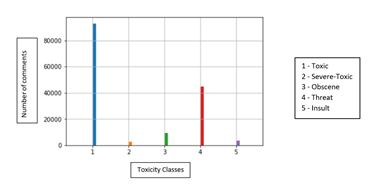 Number of comments
80000
60000
40000
20000
0
1 2 3 4 5
Toxicity Classes
1 - Toxic
2 - Severe-Toxic
3 - Obscene
4 - Threat
5 - Insult